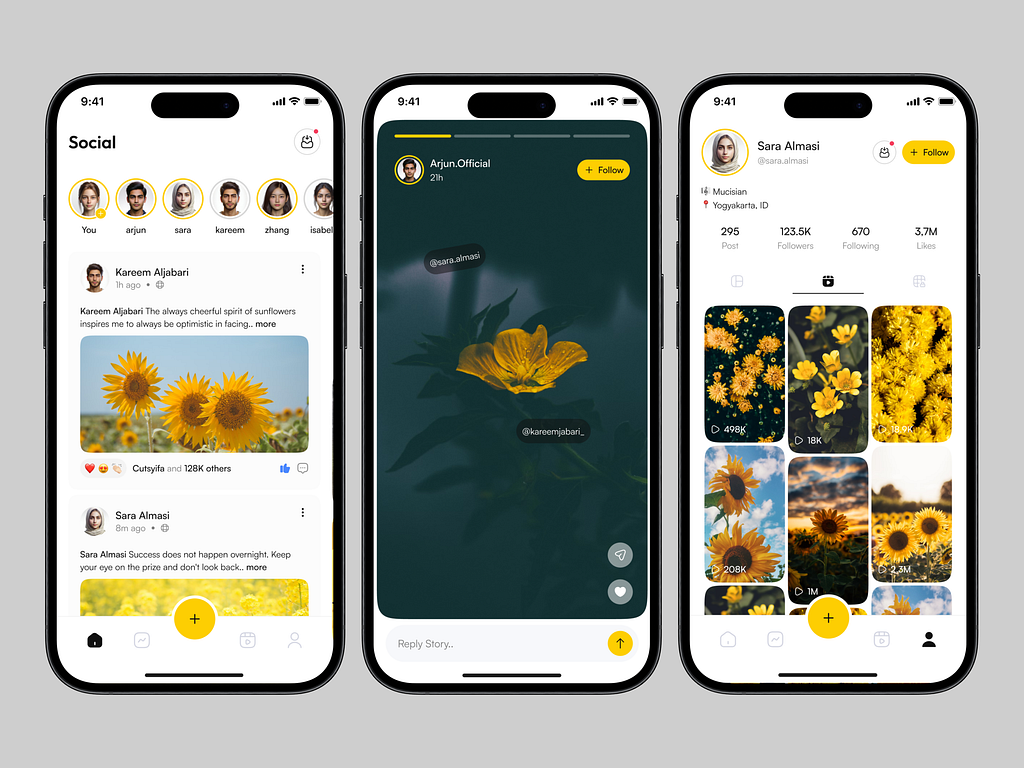 9:41
Social
You
arjun
sara
kareem
zhang
isabel
Kareem Aljabari
1h ago
Kareem Aljabari The always cheerful spirit of sunflowers
inspires me to always be optimistic in facing.. more
Cutsyifa and 128K others
Sara Almasi
8m ago
Sara Almasi Success does not happen overnight. Keep
your eye on the prize and don't look back.. more
9:41
Arjun.Official
21h
+ Follow
@sara.almasi
@kareemjabari_
Reply Story..
9:41
Sara Almasi
@sara.almasi
+ Follow
Mucisian
Yogyakarta, ID
295
Post
123.5K
Followers
670
Following
3,7M
Likes
498K
18K
18,9K
208K
1M
2,3M